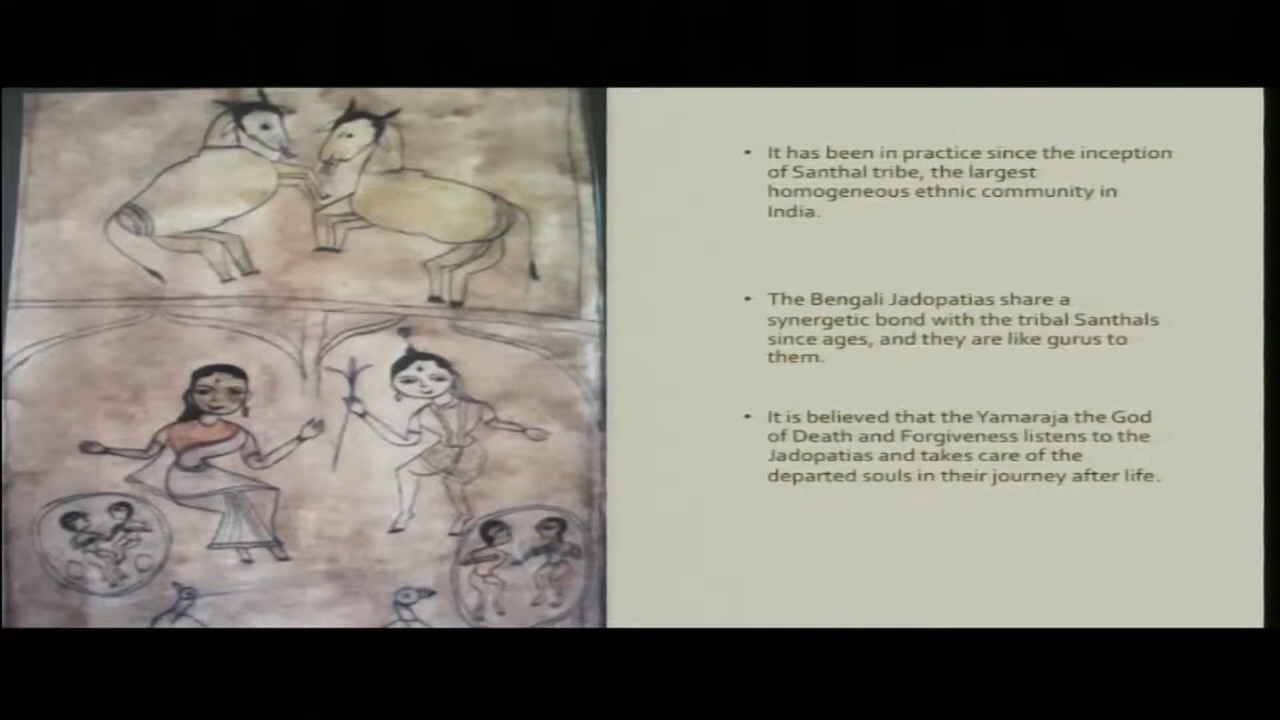 • It has been in practice since the inception
of Santhal tribe, the largest
homogeneous ethnic community in
India.
• The Bengali Jadopatias share a
synergetic bond with the tribal Santhals
since ages, and they are like gurus to
them.
• It is believed that the Yamaraja the God
of Death and Forgiveness listens to the
Jadopatias and takes care of the
departed souls in their journey after life.